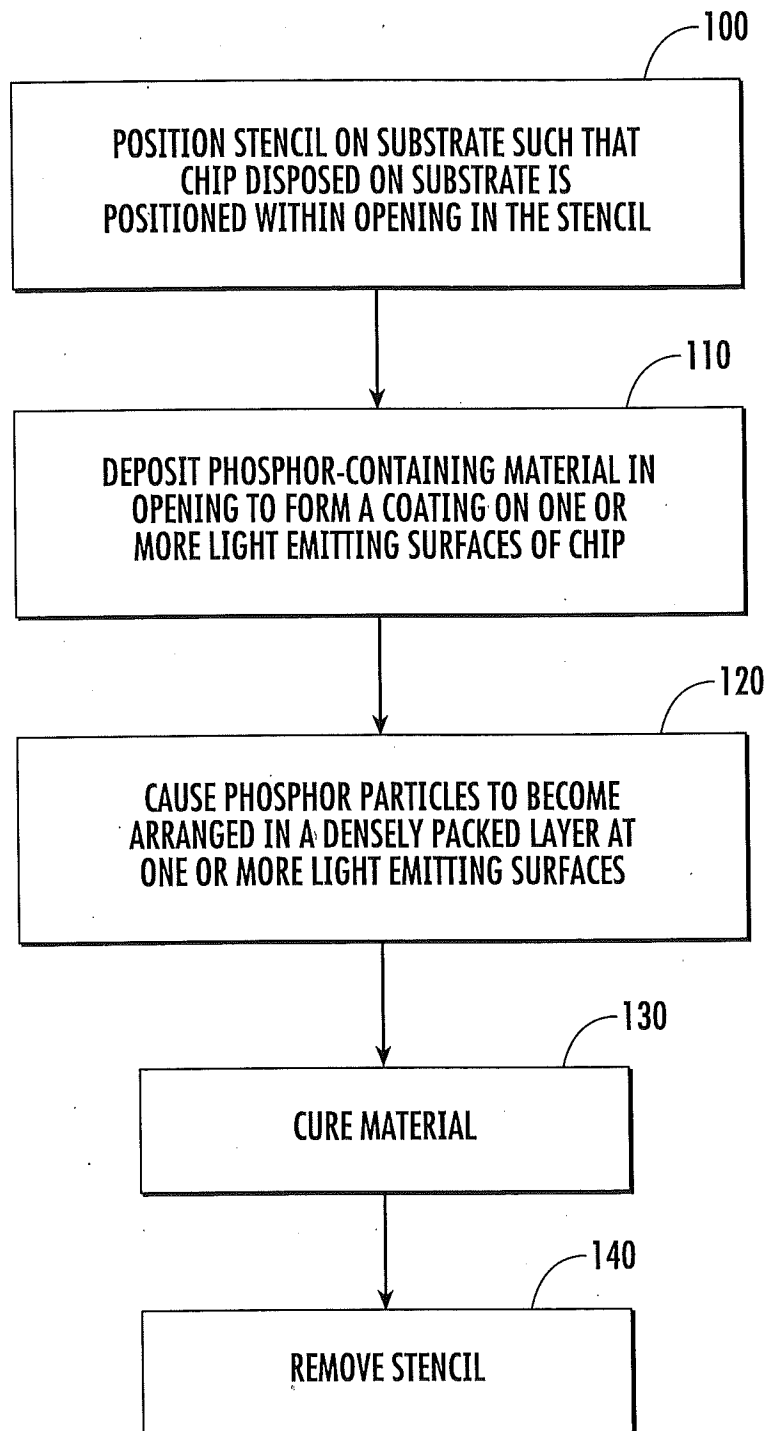 100
POSITION STENCIL ON SUBSTRATE SUCH THAT
CHIP DISPOSED ON SUBSTRATE IS
POSITIONED WITHIN OPENING IN THE STENCIL
110
DEPOSIT PHOSPHOR-CONTAINING MATERIAL IN
OPENING TO FORM A COATING ON ONE OR
MORE LIGHT EMITTING SURFACES OF CHIP
120
CAUSE PHOSPHOR PARTICLES TO BECOME
ARRANGED IN A DENSELY PACKED LAYER AT
ONE OR MORE LIGHT EMITTING SURFACES
130
CURE MATERIAL
140
REMOVE STENCIL